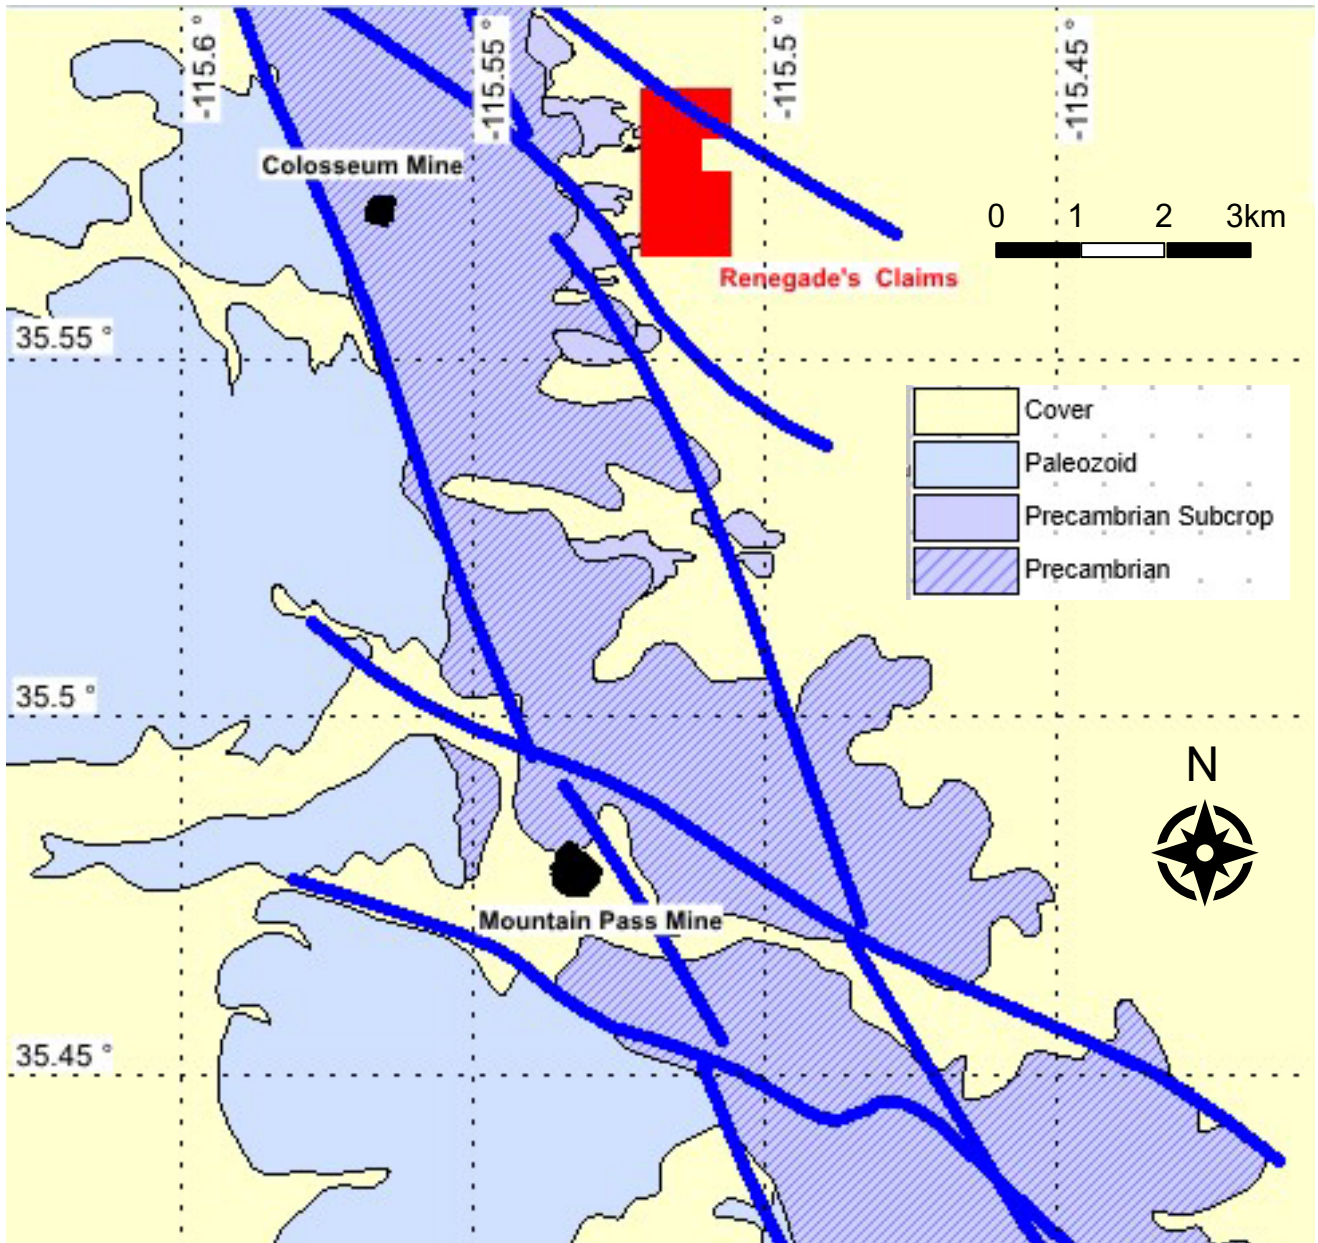 -115.6
-115.55 °
-115.5 °
-115.45 °
Colosseum Mine
0 1 2 3km
Renegade's Claims
35.55 °
Cover
Paleozoid
Precambrian Subcrop
Precambrian
35.5 °
N
Mountain Pass Mine
35.45 °